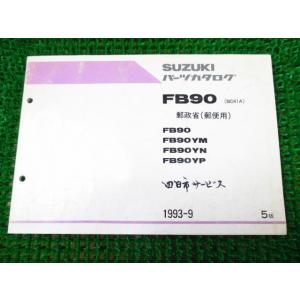 SUZUKI
パーツカタログ
FB90 (BD41A)
郵政省(郵便用)
FB90
FB90YM
FB90YN
FB90YP
四日市サービス
1993-9
5版